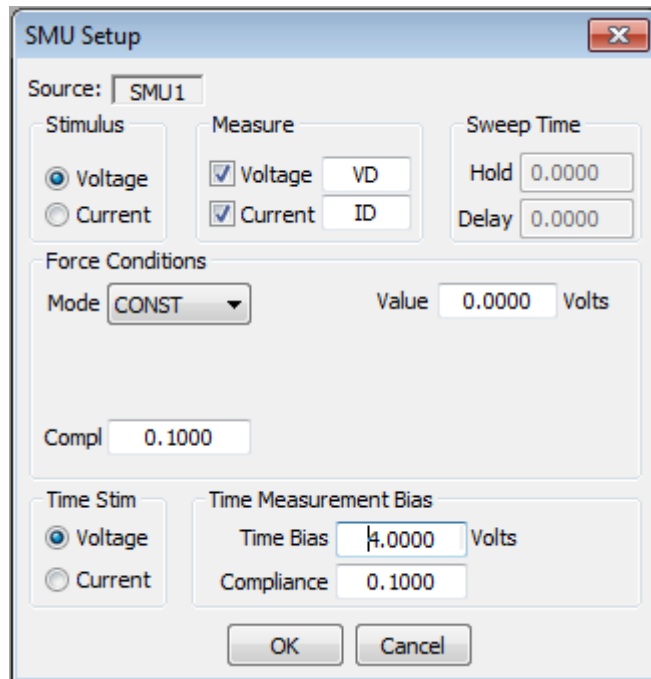 SMU Setup
Source: SMU1
Stimulus Measure Sweep Time
Voltage Voltage VD Hold 0.0000
Current Current ID Delay 0.0000
Force Conditions
Mode CONST Value 0.0000 Volts
Compl 0.1000
Time Stim Time Measurement Bias
Voltage Time Bias 4.0000 Volts
Current Compliance 0.1000
OK Cancel